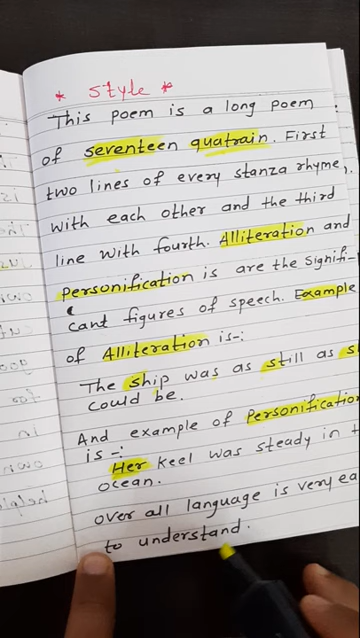 * Style *
This poem is a long poem
of seventeen quatrain. First
two lines of every stanza rhyme,
with each other and the third
line with fourth. Alliteration and
personification is are the signifi-
cant figures of speech. Example
of Alliteration is-:
The ship was as still as
could be.
And example of Personification
is -:
Her keel was steady in
ocean.
over all language is very
to understand.